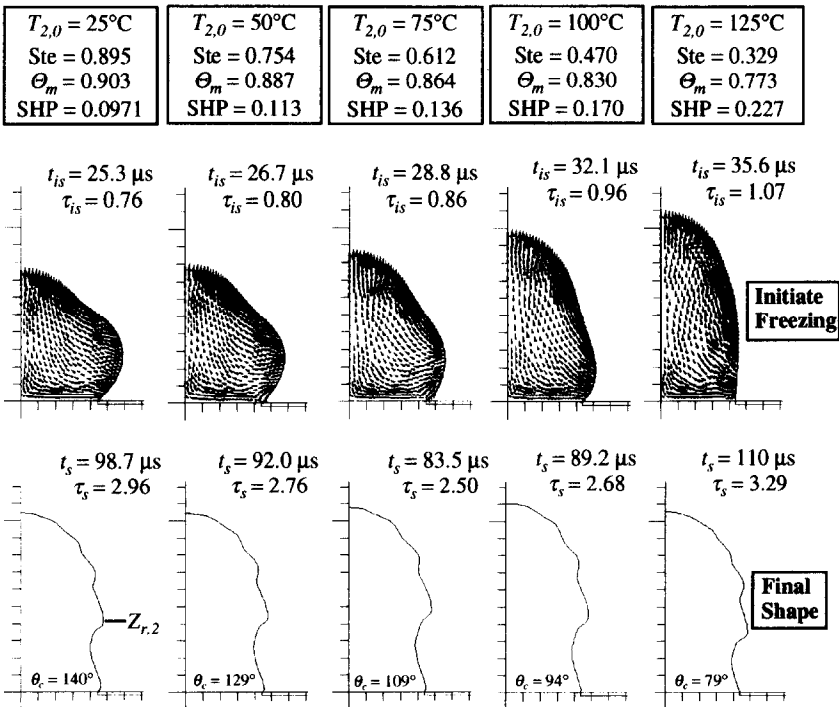 T2,0 = 25°C
Ste = 0.895
Θm = 0.903
SHP = 0.0971
T2,0 = 50°C
Ste = 0.754
Θm = 0.887
SHP = 0.113
T2,0 = 75°C
Ste = 0.612
Θm = 0.864
SHP = 0.136
T2,0 = 100°C
Ste = 0.470
Θm = 0.830
SHP = 0.170
T2,0 = 125°C
Ste = 0.329
Θm = 0.773
SHP = 0.227
tis = 25.3 µs
τis = 0.76
tis = 26.7 µs
τis = 0.80
tis = 28.8 µs
τis = 0.86
tis = 32.1 µs
τis = 0.96
tis = 35.6 µs
τis = 1.07
Initiate
Freezing
ts = 98.7 µs
τs = 2.96
ts = 92.0 µs
τs = 2.76
ts = 83.5 µs
τs = 2.50
ts = 89.2 µs
τs = 2.68
ts = 110 µs
τs = 3.29
Zr,2
Final
Shape
θc = 140°
θc = 129°
θc = 109°
θc = 94°
θc = 79°